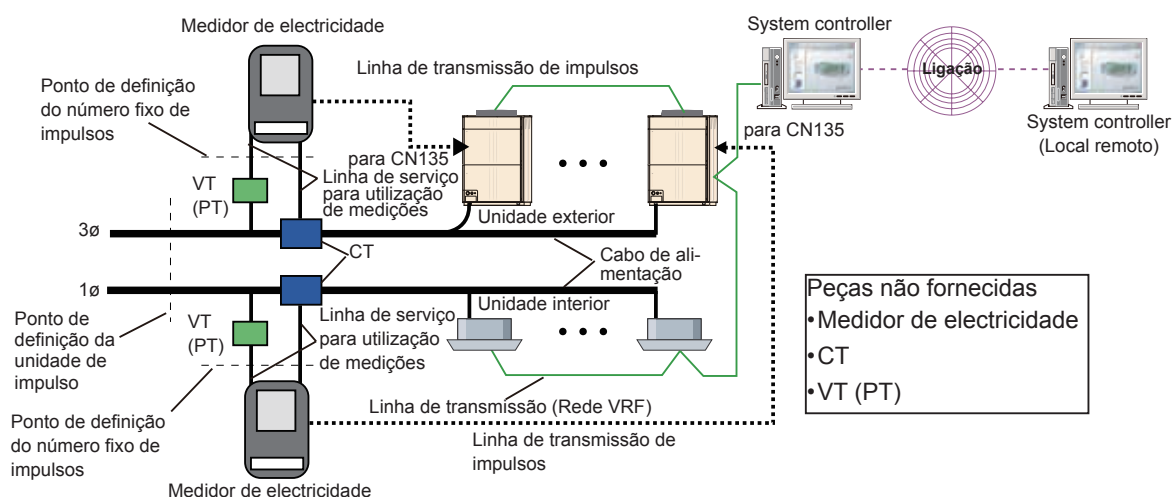 Medidor de electricidade
System controller
Linha de transmissão de impulsos
Ligação
Ponto de definição
do número fixo de
impulsos
para CN135
System controller
(Local remoto)
para CN135
VT
(PT)
Linha de serviço
para utilização
de medições
Unidade exterior
3ø
CT
Cabo de ali-
mentação
1ø
Unidade interior
Peças não fornecidas
•Medidor de electricidade
•CT
•VT (PT)
Ponto de
definição da
unidade de
impulso
VT
(PT)
Linha de serviço
para utilização
de medições
Linha de transmissão (Rede VRF)
Ponto de definição
do número fixo de
impulsos
Linha de transmissão de
impulsos
Medidor de electricidade